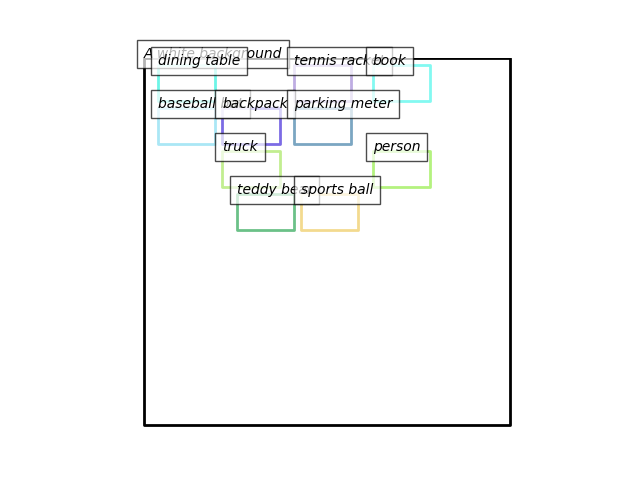 A white background
dining table
tennis racket
book
baseball
backpack
parking meter
truck
person
teddy bear
sports ball